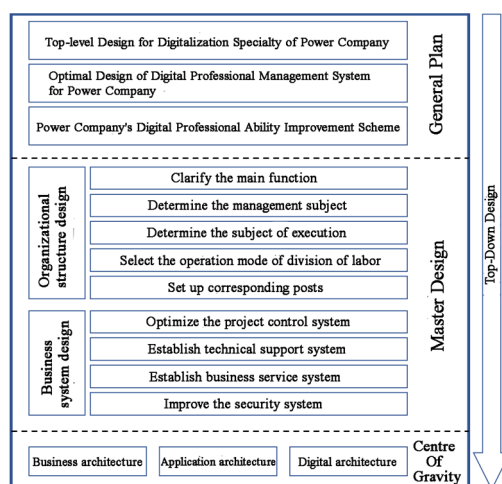 Top-level Design for Digitalization Specialty of Power Company
Optimal Design of Digital Professional Management System
for Power Company
Power Company's Digital Professional Ability Improvement Scheme
General Plan
Organizational
structure design
Clarify the main function
Determine the management subject
Determine the subject of execution
Select the operation mode of division of labor
Set up corresponding posts
Business
system design
Optimize the project control system
Establish technical support system
Establish business service system
Improve the security system
Master Design
Business architecture
Application architecture
Digital architecture
Centre
Of
Gravity
Top-Down Design